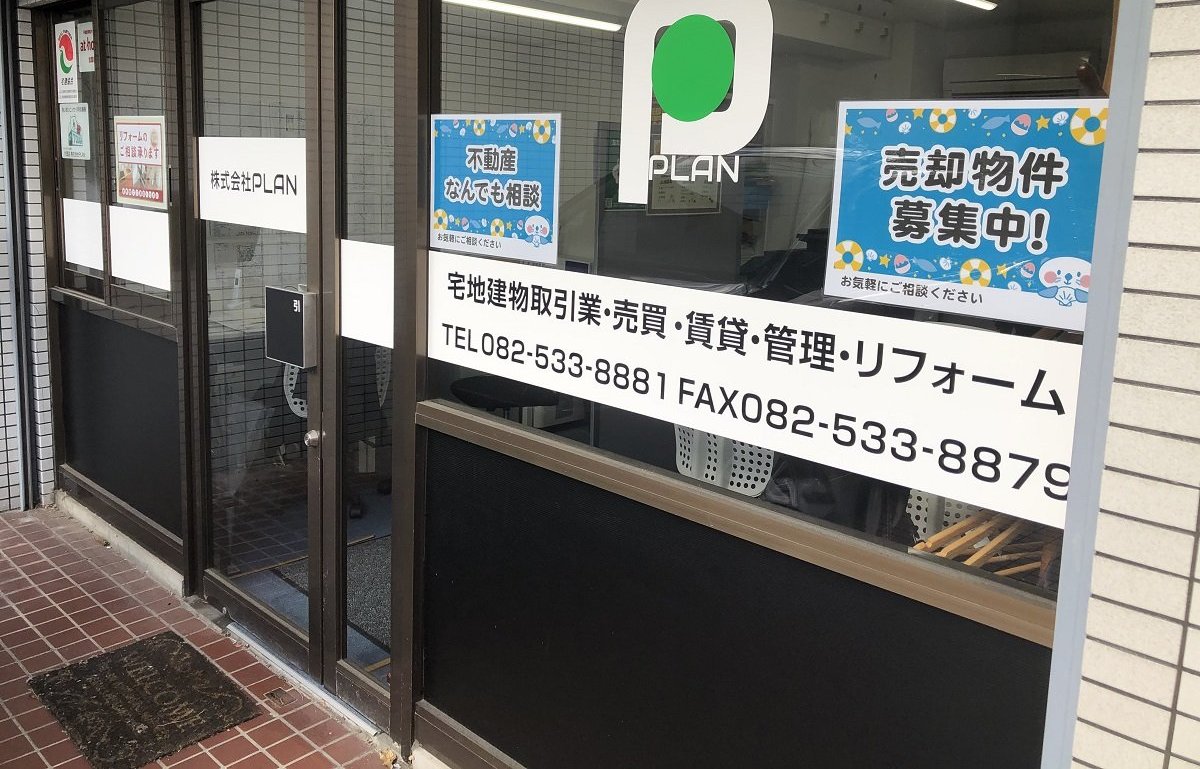 at ho
リフォームの
ご相談承ります
株式会社PLAN
引
不動産
なんでも相談
お気軽にご相談ください
PLAN
売却物件
募集中!
お気軽にご相談ください
宅地建物取引業・売買・賃貸・管理・リフォーム
TEL082-533-8881 FAX082-533-8879
WELCOME